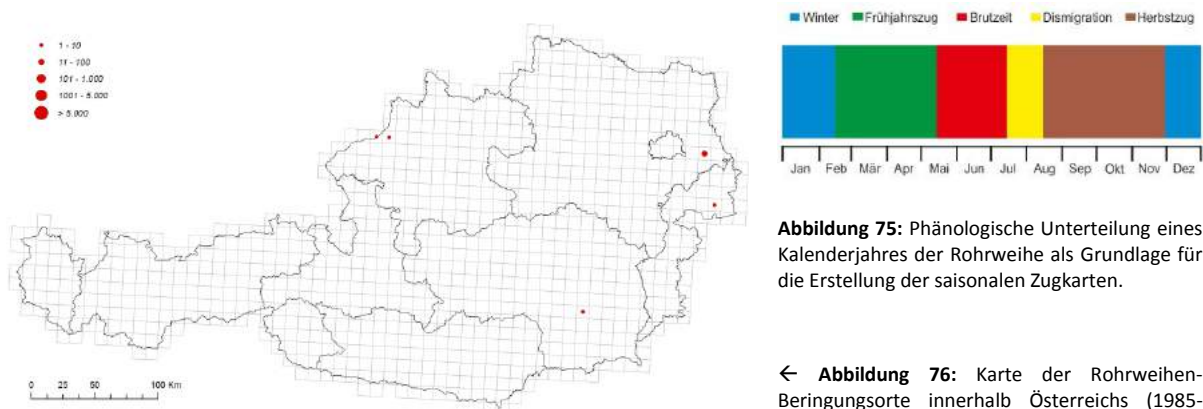 1 - 10
11 - 100
101 - 1.000
1001 - 5.000
> 5.000
0 25 50 100 Km
Winter Frühjahrszug Brutzeit Dismigration Herbstzug
Jan Feb Mär Apr Mai Jun Jul Aug Sep Okt Nov Dez
Abbildung 75: Phänologische Unterteilung eines
Kalenderjahres der Rohrweihe als Grundlage für
die Erstellung der saisonalen Zugkarten.
← Abbildung 76: Karte der Rohrweihen-
Beringungsorte innerhalb Österreichs (1985-